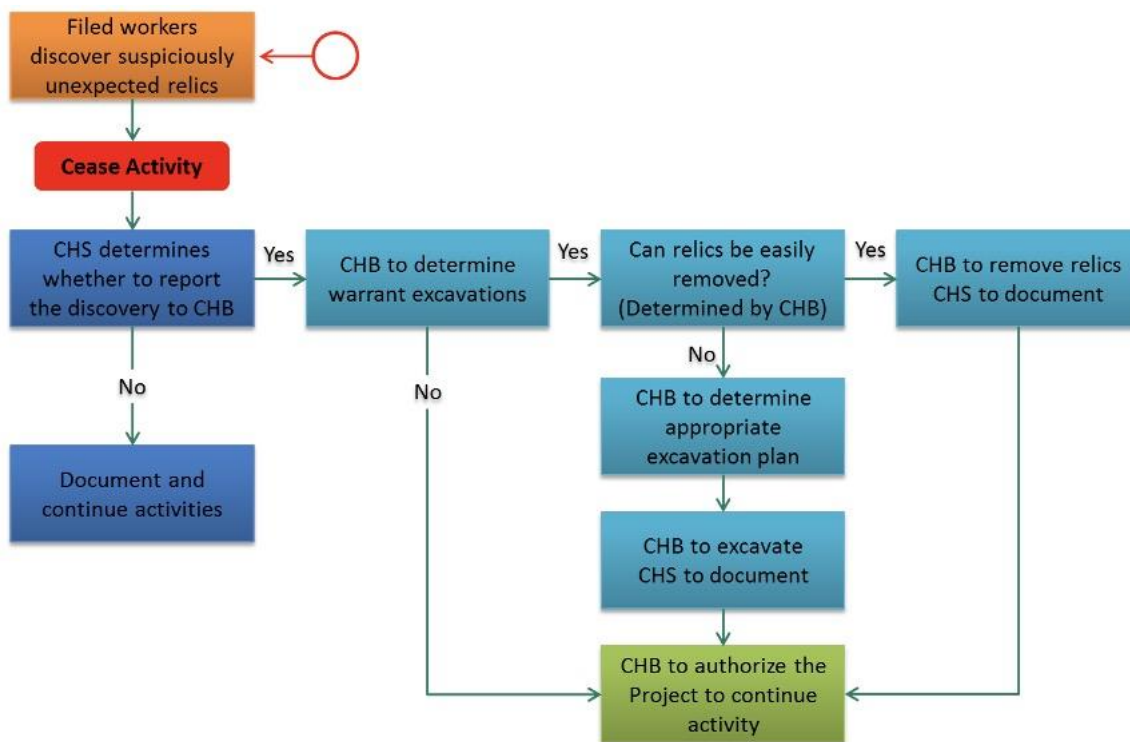 Filed workers
discover suspiciously
unexpected relics
Cease Activity
CHS determines
whether to report
the discovery to CHB
Yes
CHB to determine
warrant excavations
Yes
Can relics be easily
removed?
(Determined by CHB)
Yes
CHB to remove relics
CHS to document
No
Document and
continue activities
No
No
CHB to determine
appropriate
excavation plan
CHB to excavate
CHS to document
CHB to authorize the
Project to continue
activity